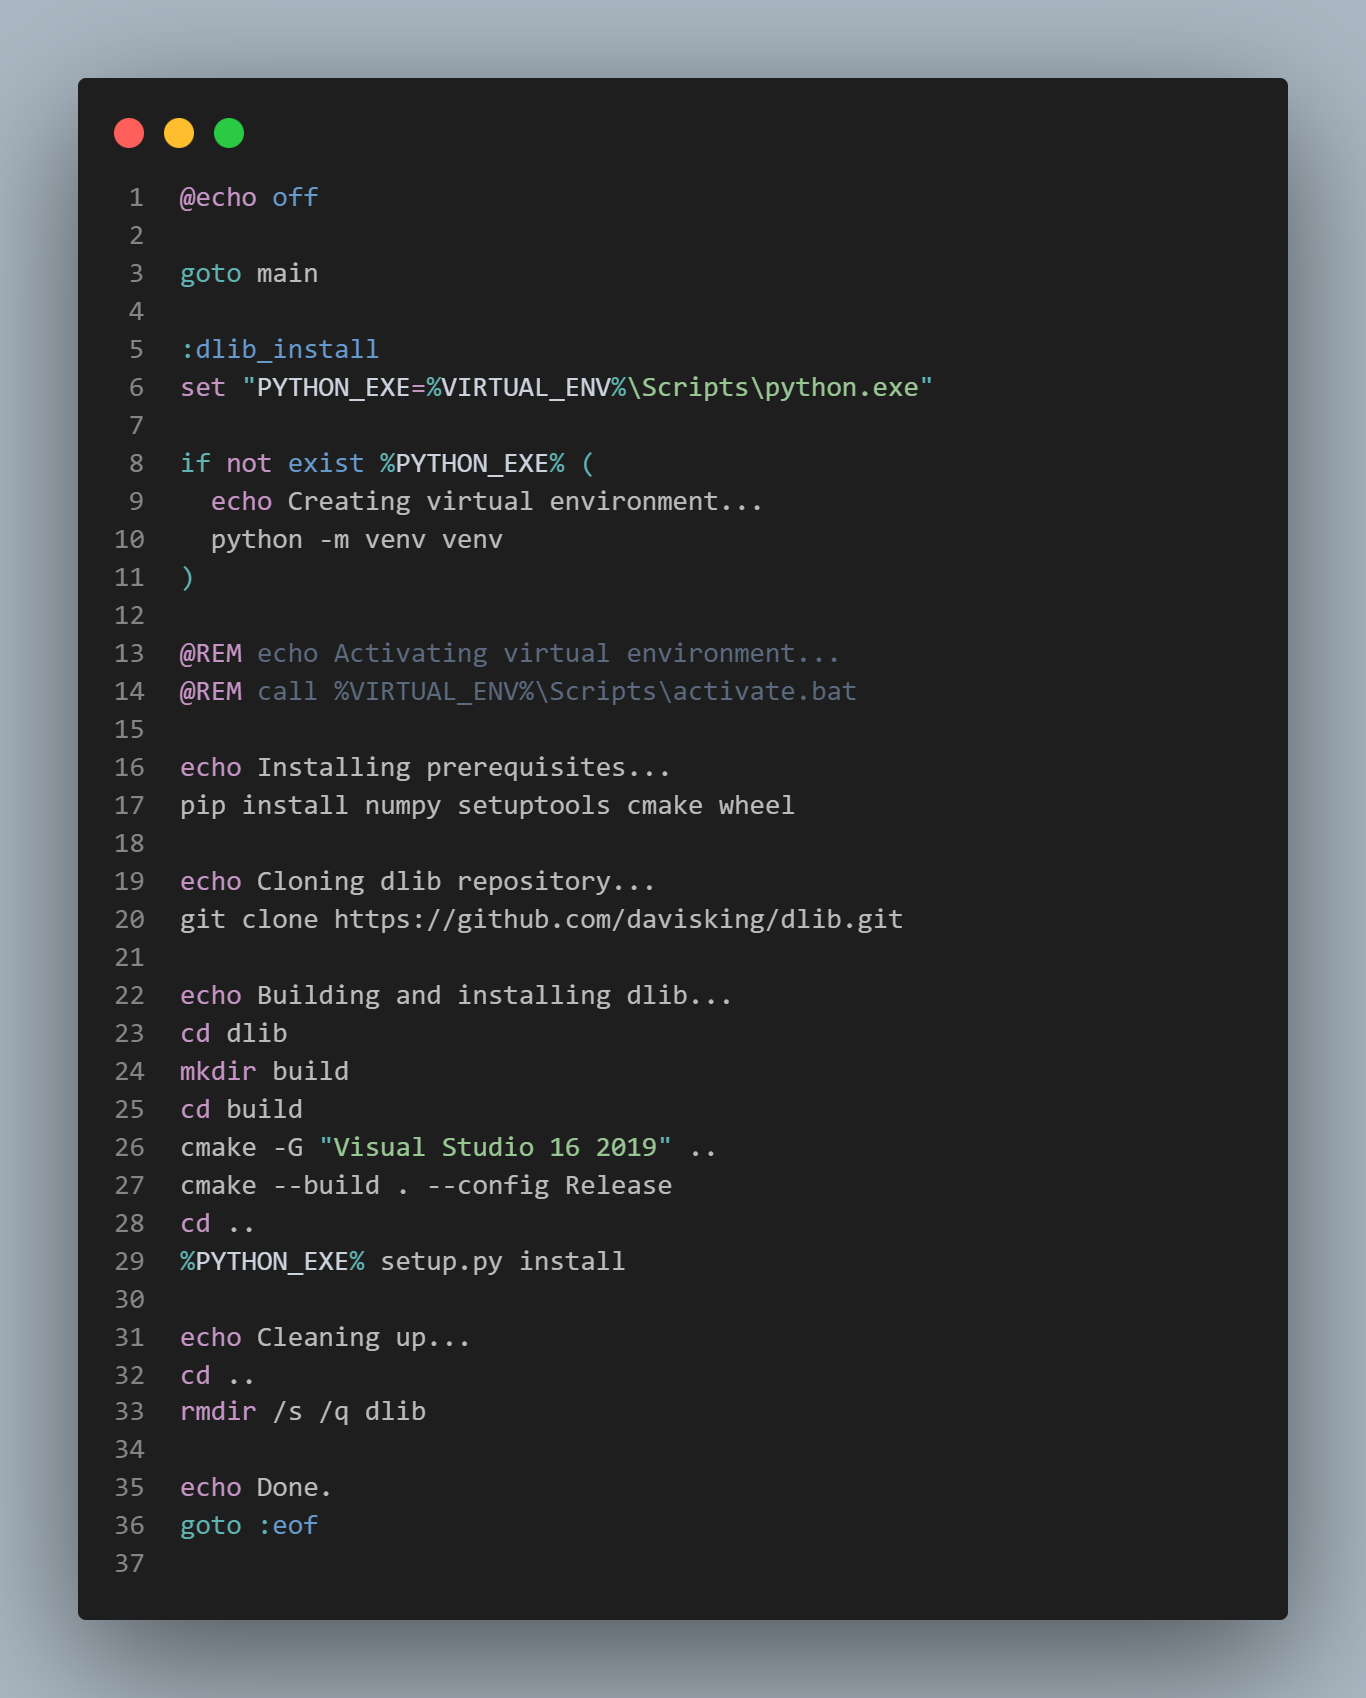 1 @echo off
2
3 goto main
4
5 :dlib_install
6 set "PYTHON_EXE=%VIRTUAL_ENV%\Scripts\python.exe"
7
8 if not exist %PYTHON_EXE% (
9   echo Creating virtual environment...
10   python -m venv venv
11 )
12
13 @REM echo Activating virtual environment...
14 @REM call %VIRTUAL_ENV%\Scripts\activate.bat
15
16 echo Installing prerequisites...
17 pip install numpy setuptools cmake wheel
18
19 echo Cloning dlib repository...
20 git clone https://github.com/davisking/dlib.git
21
22 echo Building and installing dlib...
23 cd dlib
24 mkdir build
25 cd build
26 cmake -G "Visual Studio 16 2019" ..
27 cmake --build . --config Release
28 cd ..
29 %PYTHON_EXE% setup.py install
30
31 echo Cleaning up...
32 cd ..
33 rmdir /s /q dlib
34
35 echo Done.
36 goto :eof
37